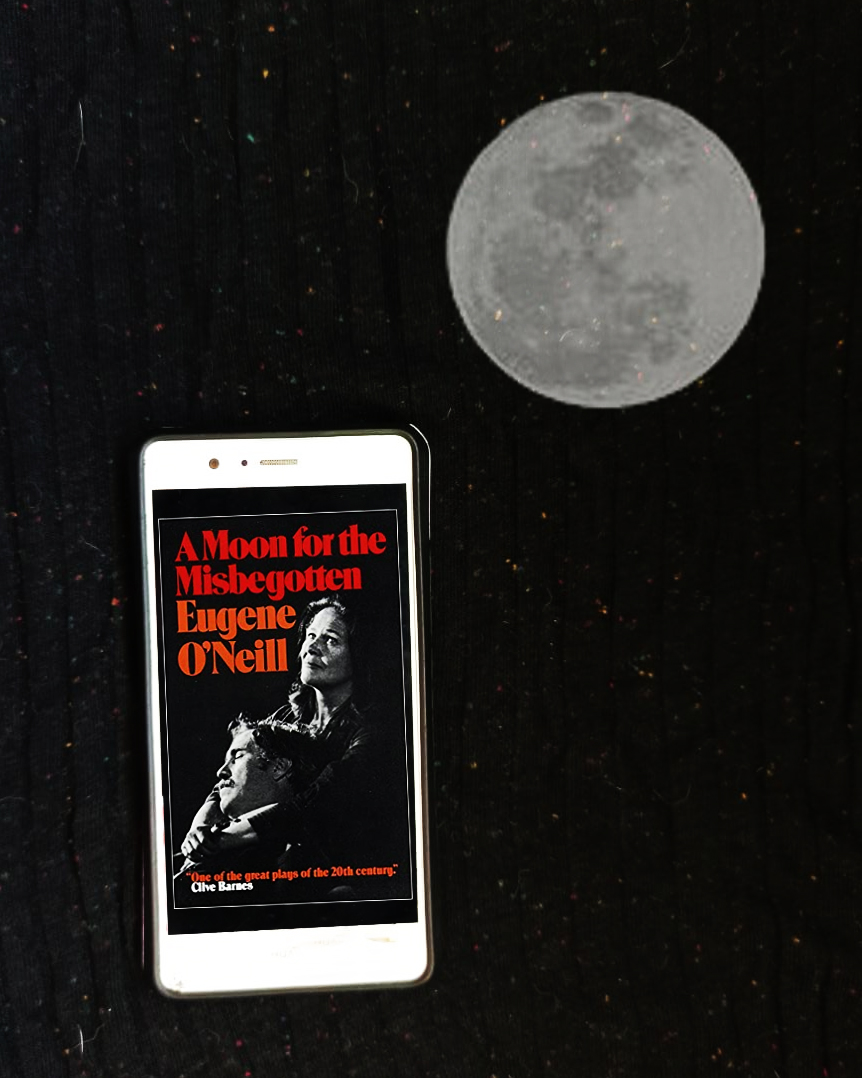 A Moon for the
Misbegotten
Eugene
O'Neill
"One of the great plays of the 20th century."
Clive Barnes